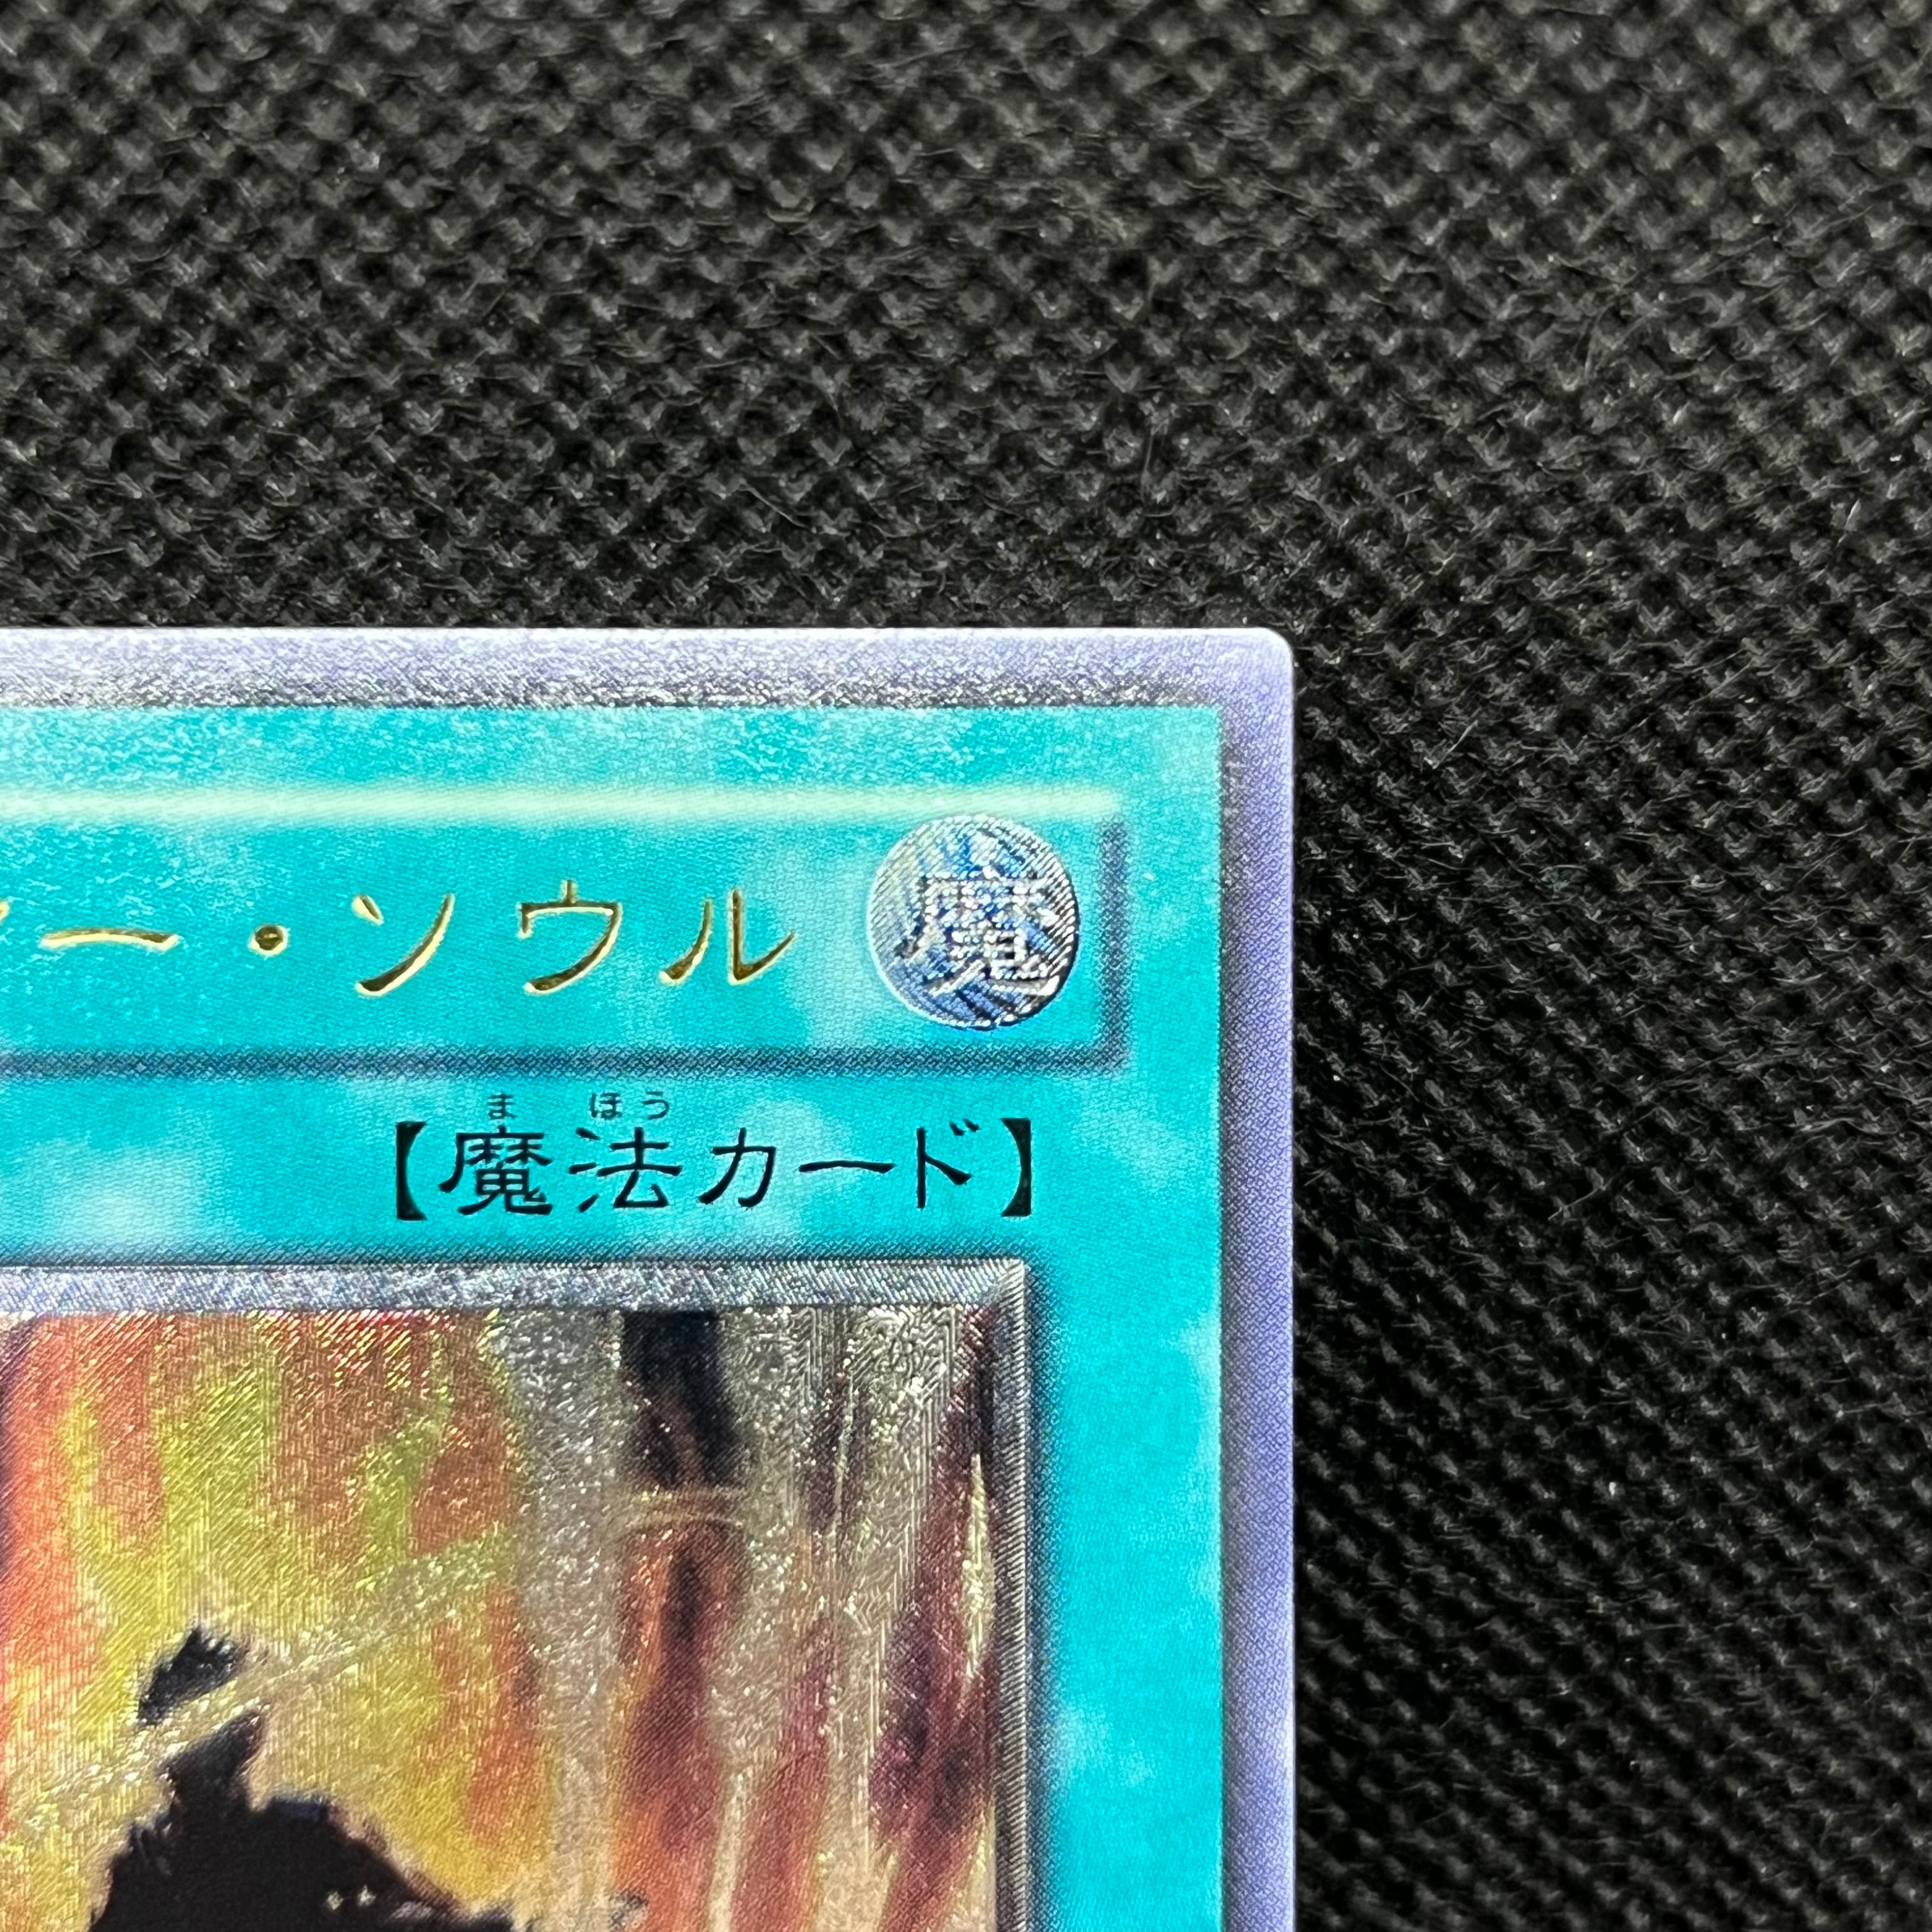 ー・ソウル 魔
【魔法カード】
まほう